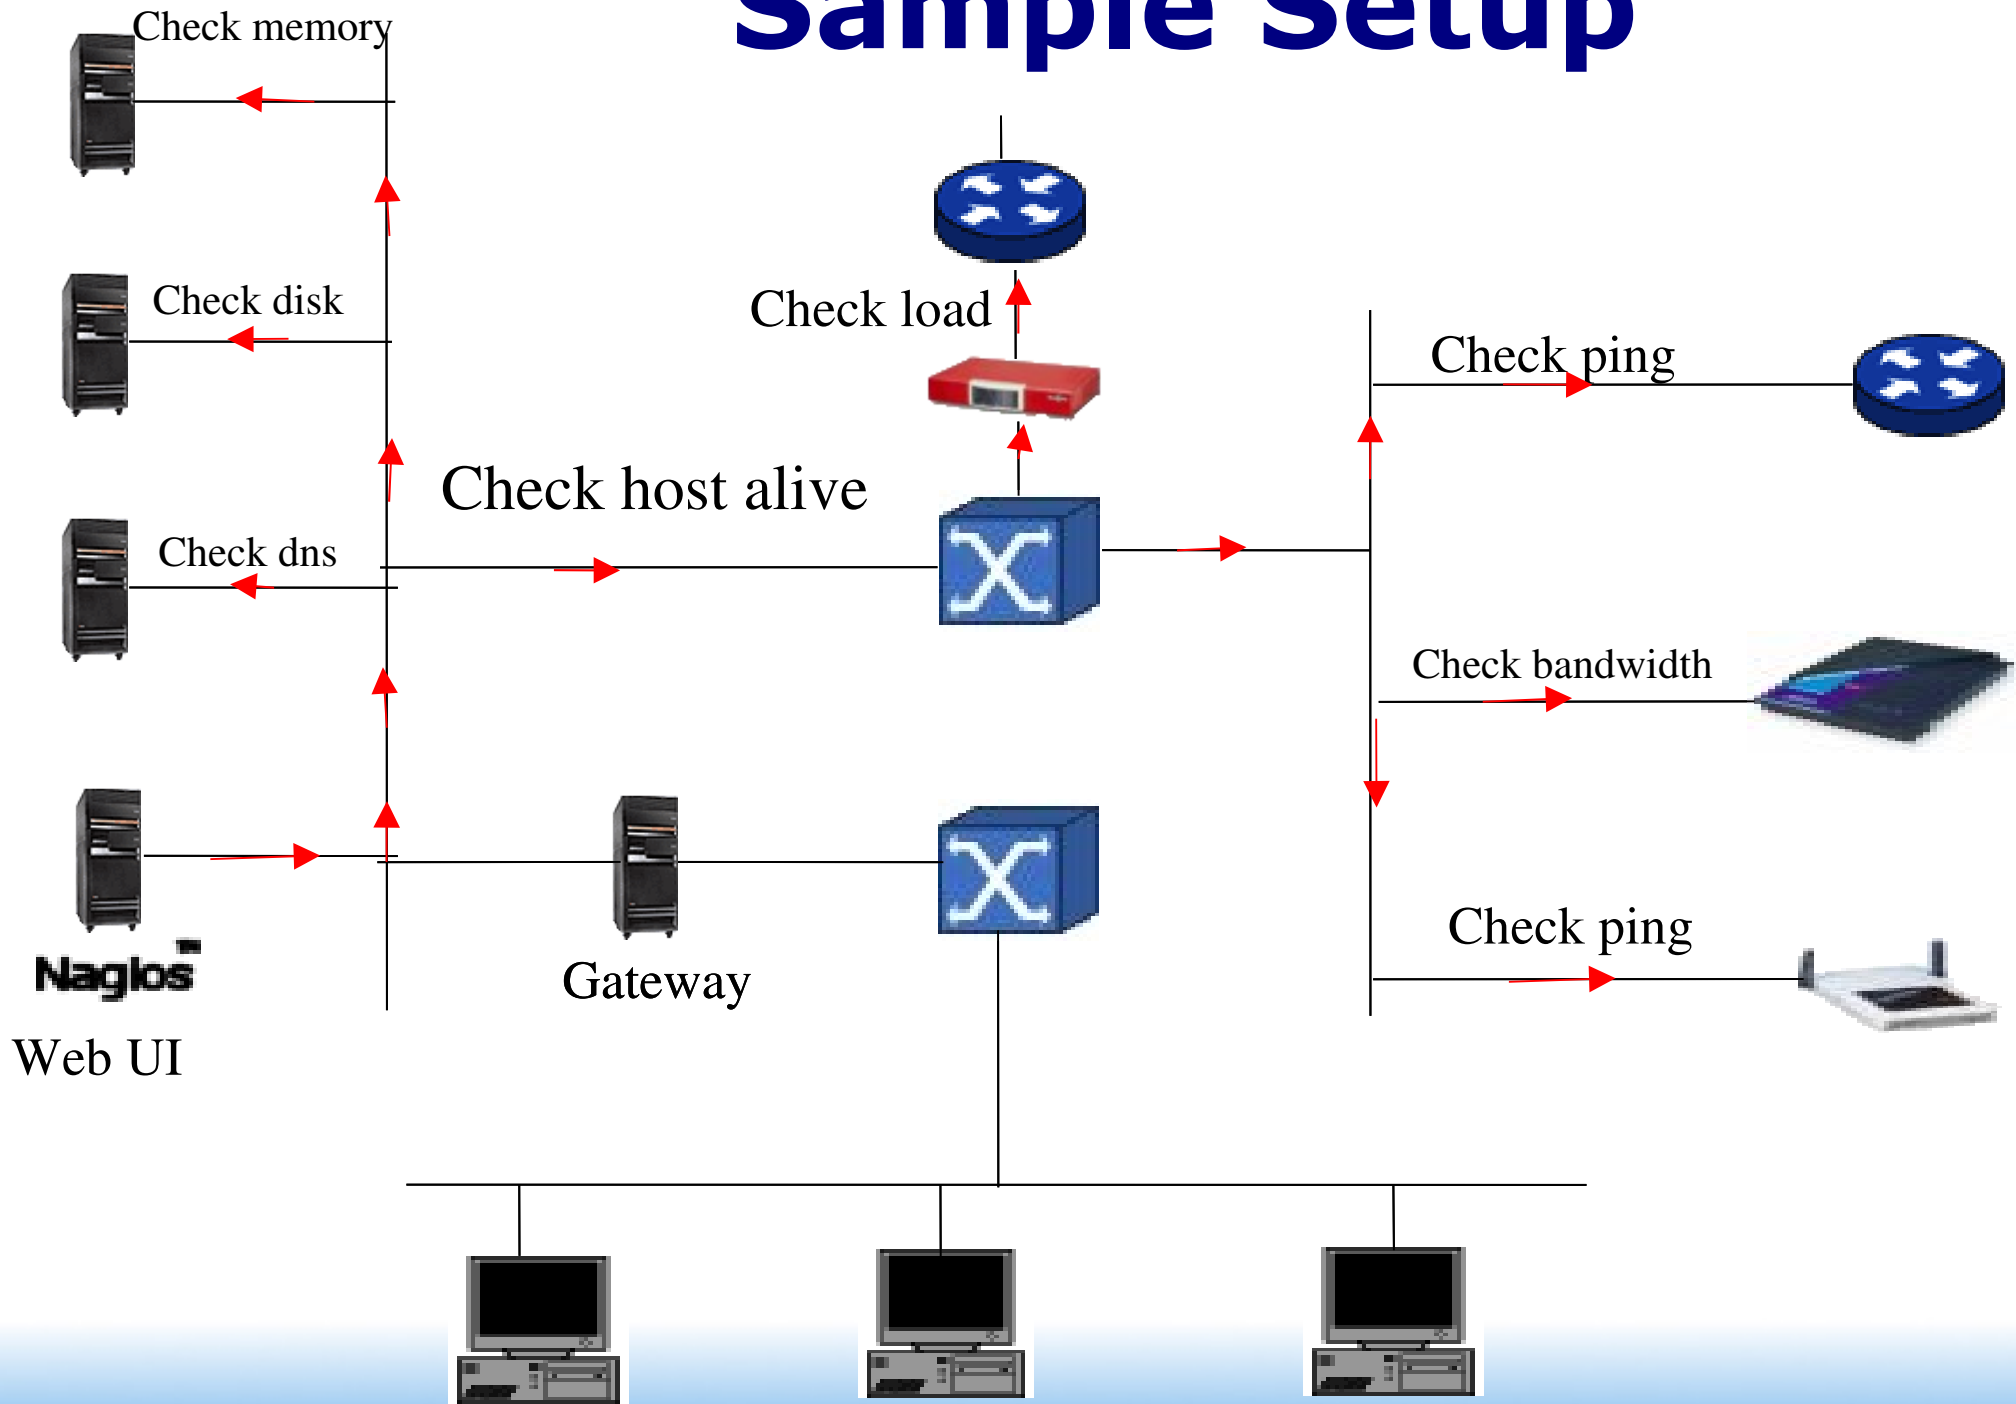 Sample Setup
Check memory
Check disk
Check load
Check ping
Check host alive
Check dns
Check bandwidth
Check ping
Nagios™
Gateway
Web UI